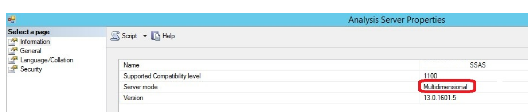 Analysis Server Properties
Select a page
Information
General
Language/Collation
Security
Script Help
Name SSAS
Supported Compatibility level 1100
Server mode Multidimensional
Version 13.0.1601.5